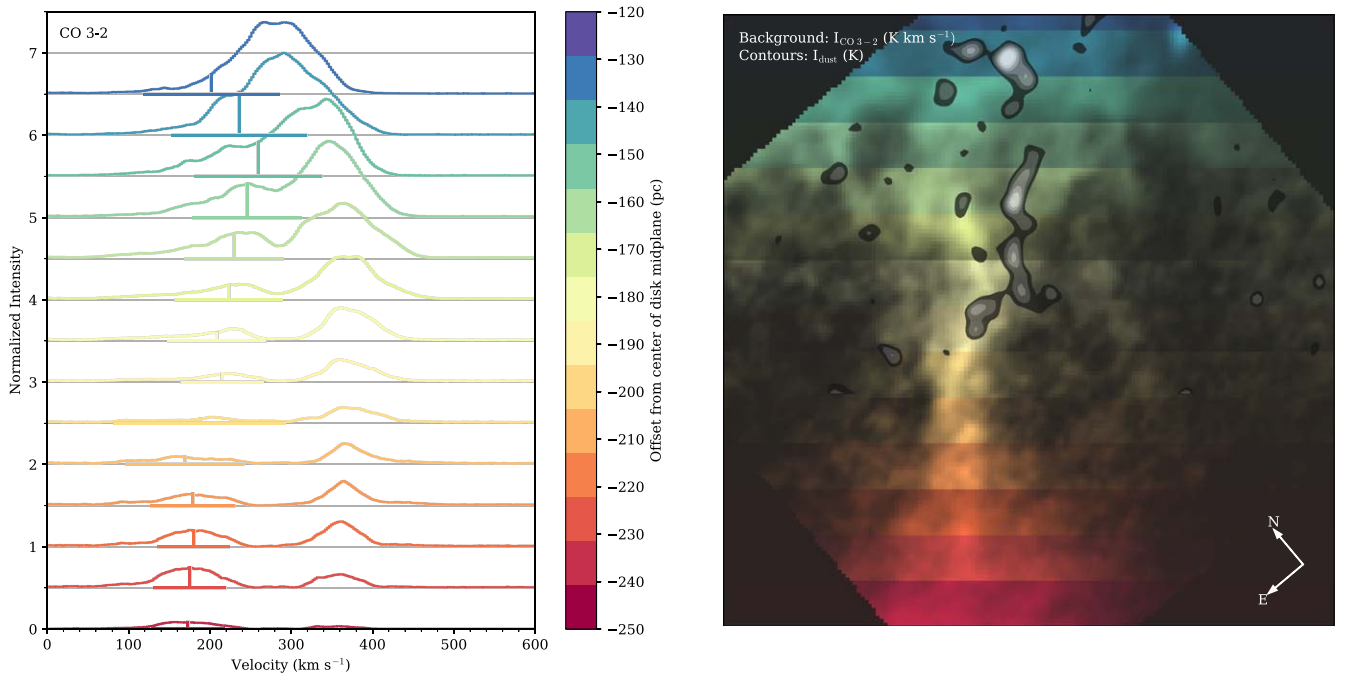 CO 3-2
Normalized Intensity
7
6
5
4
3
2
1
0
0 100 200 300 400 500 600
Velocity (km s⁻¹)
−120
−130
−140
−150
−160
−170
−180
−190
−200
−210
−220
−230
−240
−250
Offset from center of disk midplane (pc)
Background: I_CO 3−2 (K km s⁻¹)
Contours: I_dust (K)
N
E